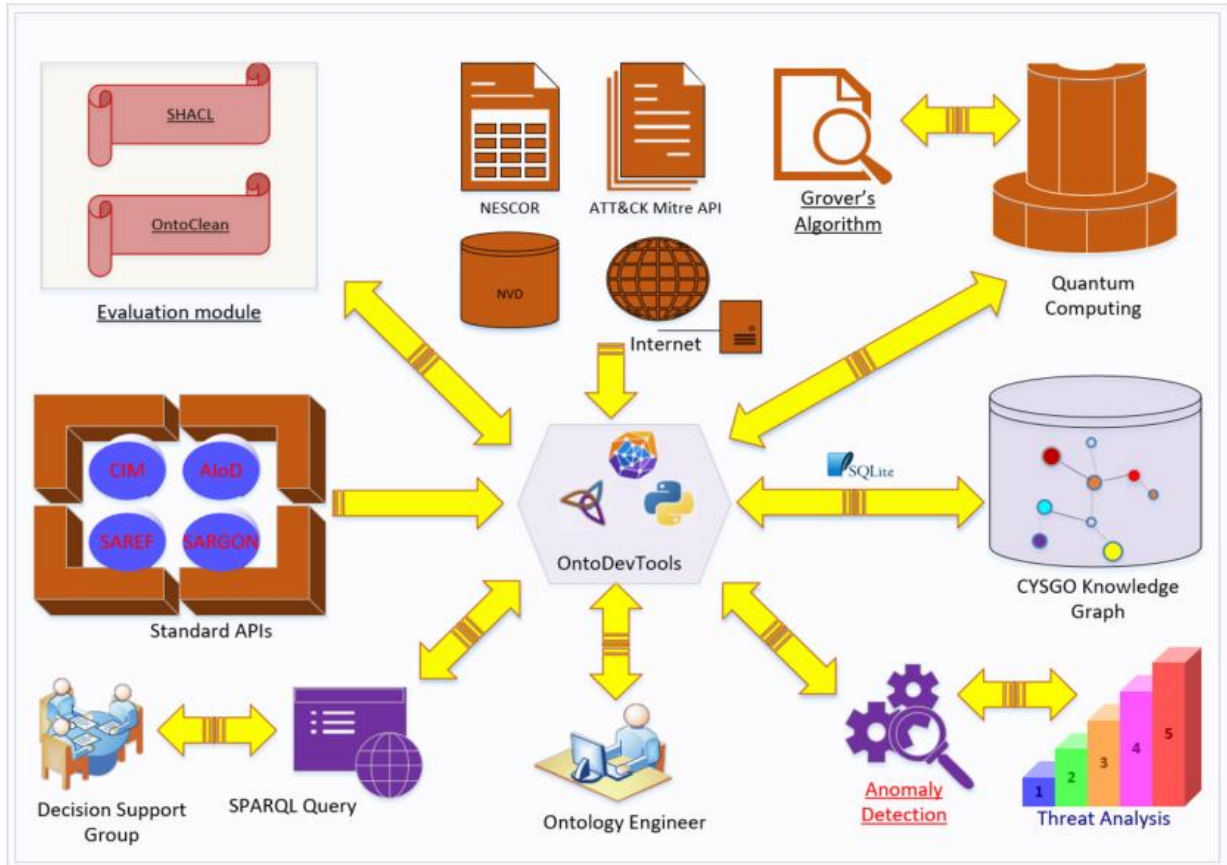 SHACL
OntoClean
Evaluation module
NESCOR
ATT&CK Mitre API
NVD
Internet
Grover's
Algorithm
Quantum
Computing
CIM
AIoD
SAREF
SARGON
Standard APIs
OntoDevTools
SQLite
CYSGO Knowledge
Graph
Decision Support
Group
SPARQL Query
Ontology Engineer
Anomaly
Detection
1
2
3
4
5
Threat Analysis